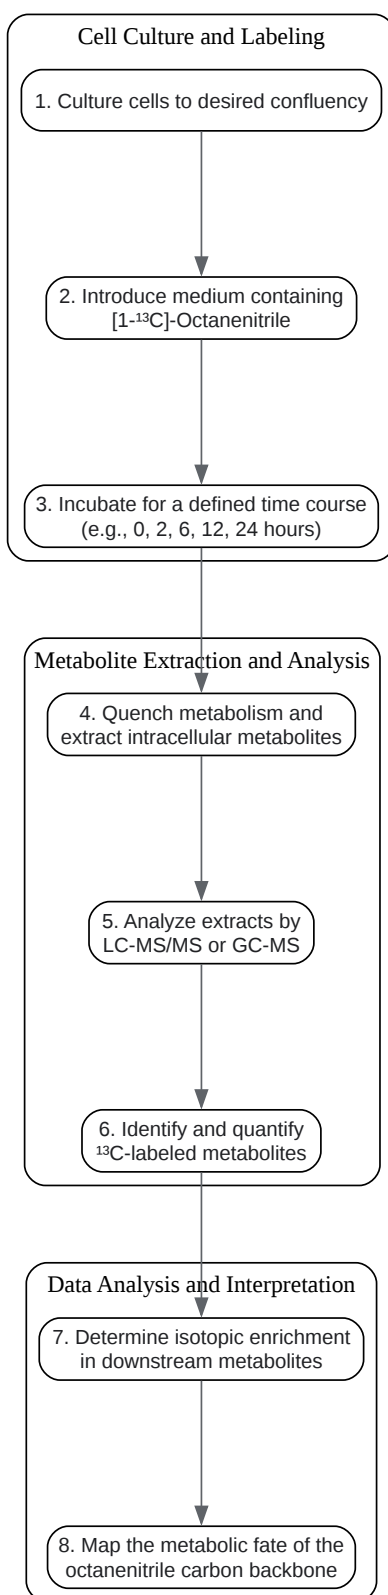 Cell Culture and Labeling
1. Culture cells to desired confluency
2. Introduce medium containing
[1-¹³C]-Octanenitrile
3. Incubate for a defined time course
(e.g., 0, 2, 6, 12, 24 hours)
Metabolite Extraction and Analysis
4. Quench metabolism and
extract intracellular metabolites
5. Analyze extracts by
LC-MS/MS or GC-MS
6. Identify and quantify
¹³C-labeled metabolites
Data Analysis and Interpretation
7. Determine isotopic enrichment
in downstream metabolites
8. Map the metabolic fate of the
octanenitrile carbon backbone